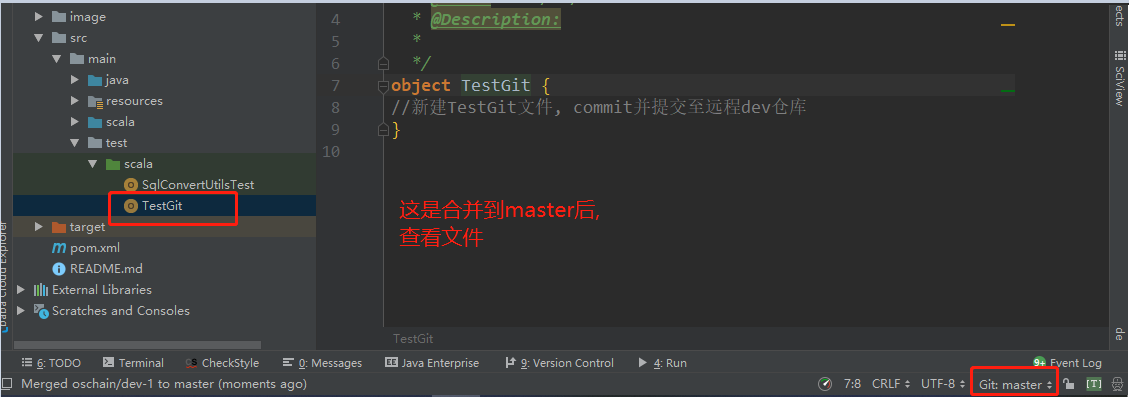 image
src
main
java
resources
scala
test
scala
SqlConvertUtilsTest
TestGit
target
pom.xml
README.md
External Libraries
Scratches and Consoles
4 * @Description:
5 *
6 */
7 object TestGit {
8 //新建TestGit文件, commit并提交至远程dev仓库
9 }
10
这是合并到master后,
查看文件
TestGit
ects
SciView
de
baba Cloud Explorer
6: TODO Terminal CheckStyle 0: Messages Java Enterprise 9: Version Control 4: Run 9+ Event Log
Merged oschain/dev-1 to master (moments ago) 7:8 CRLF UTF-8 Git: master [T]